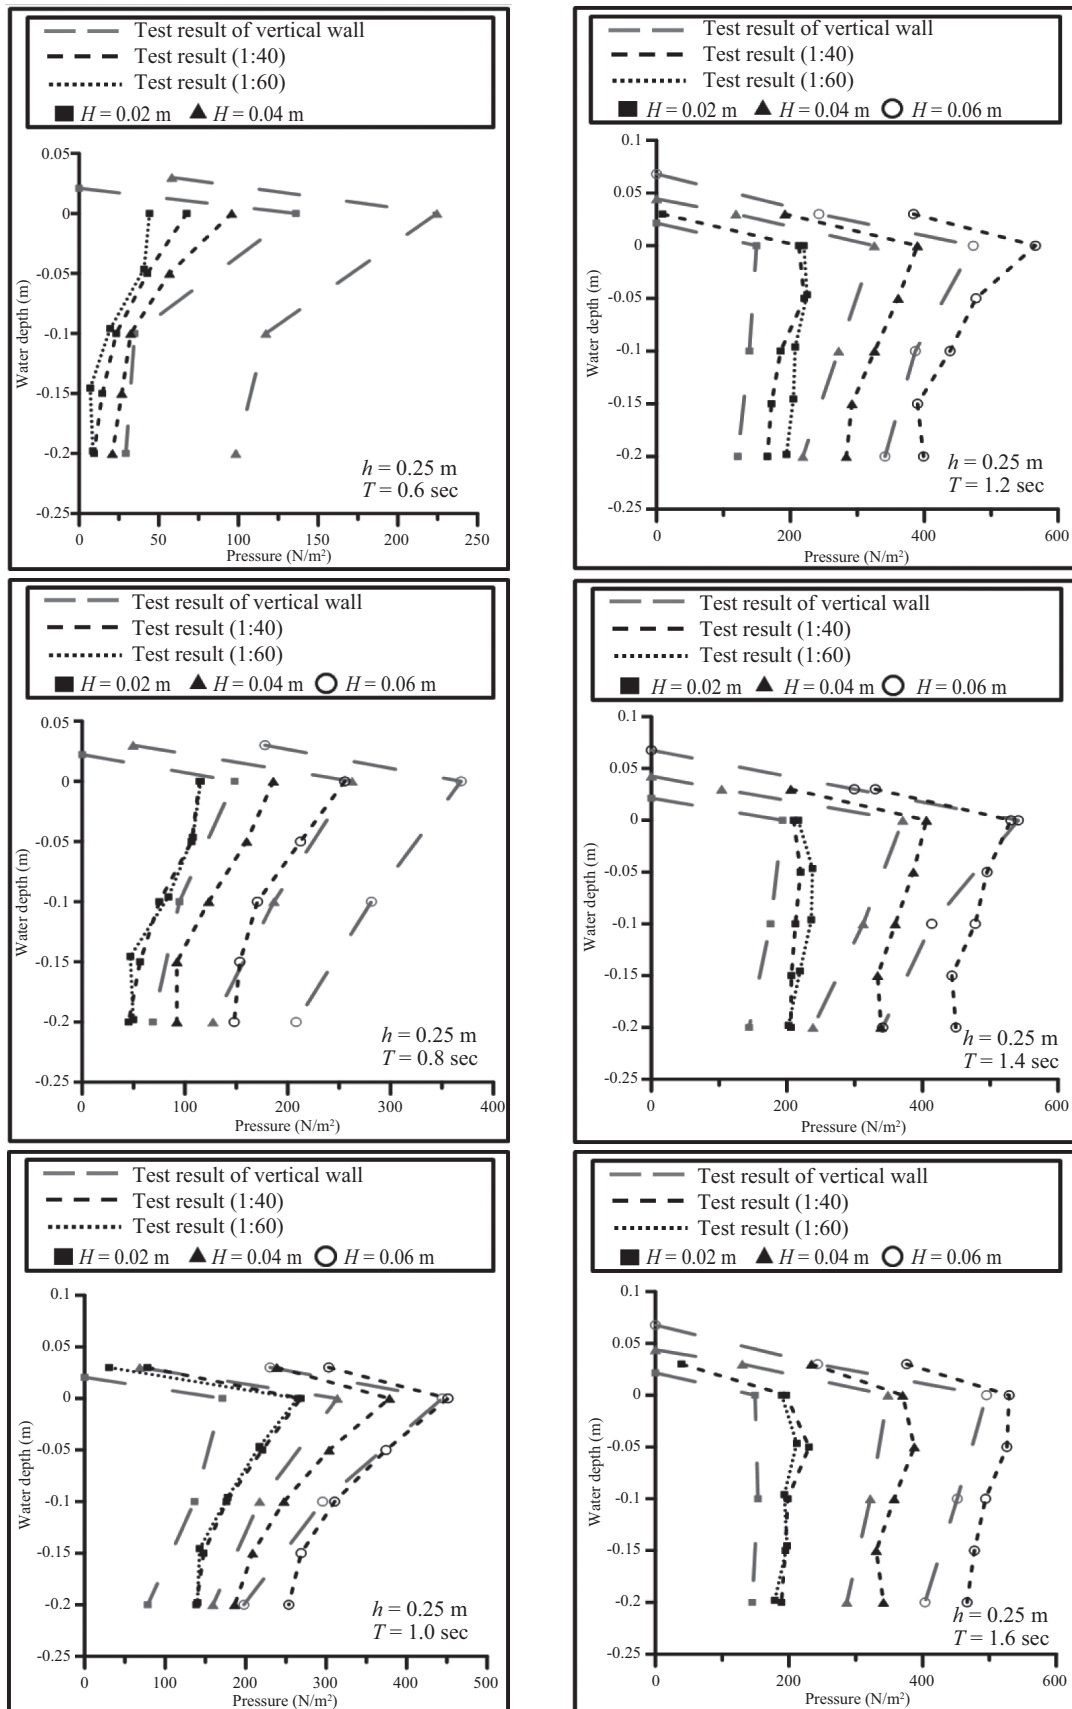 Test result of vertical wall
Test result (1:40)
Test result (1:60)
H = 0.02 m H = 0.04 m
0.05
0
-0.05
-0.1
-0.15
-0.2
-0.25
Water depth (m)
h = 0.25 m
T = 0.6 sec
0 50 100 150 200 250
Pressure (N/m²)
Test result of vertical wall
Test result (1:40)
Test result (1:60)
H = 0.02 m H = 0.04 m H = 0.06 m
0.1
0.05
0
-0.05
-0.1
-0.15
-0.2
-0.25
Water depth (m)
h = 0.25 m
T = 1.2 sec
0 200 400 600
Pressure (N/m²)
Test result of vertical wall
Test result (1:40)
Test result (1:60)
H = 0.02 m H = 0.04 m H = 0.06 m
0.05
0
-0.05
-0.1
-0.15
-0.2
-0.25
Water depth (m)
h = 0.25 m
T = 0.8 sec
0 100 200 300 400
Pressure (N/m²)
Test result of vertical wall
Test result (1:40)
Test result (1:60)
H = 0.02 m H = 0.04 m H = 0.06 m
0.1
0.05
0
-0.05
-0.1
-0.15
-0.2
-0.25
Water depth (m)
h = 0.25 m
T = 1.4 sec
0 200 400 600
Pressure (N/m²)
Test result of vertical wall
Test result (1:40)
Test result (1:60)
H = 0.02 m H = 0.04 m H = 0.06 m
0.1
0.05
0
-0.05
-0.1
-0.15
-0.2
-0.25
Water depth (m)
h = 0.25 m
T = 1.0 sec
0 100 200 300 400 500
Pressure (N/m²)
Test result of vertical wall
Test result (1:40)
Test result (1:60)
H = 0.02 m H = 0.04 m H = 0.06 m
0.1
0.05
0
-0.05
-0.1
-0.15
-0.2
-0.25
Water depth (m)
h = 0.25 m
T = 1.6 sec
0 200 400 600
Pressure (N/m²)